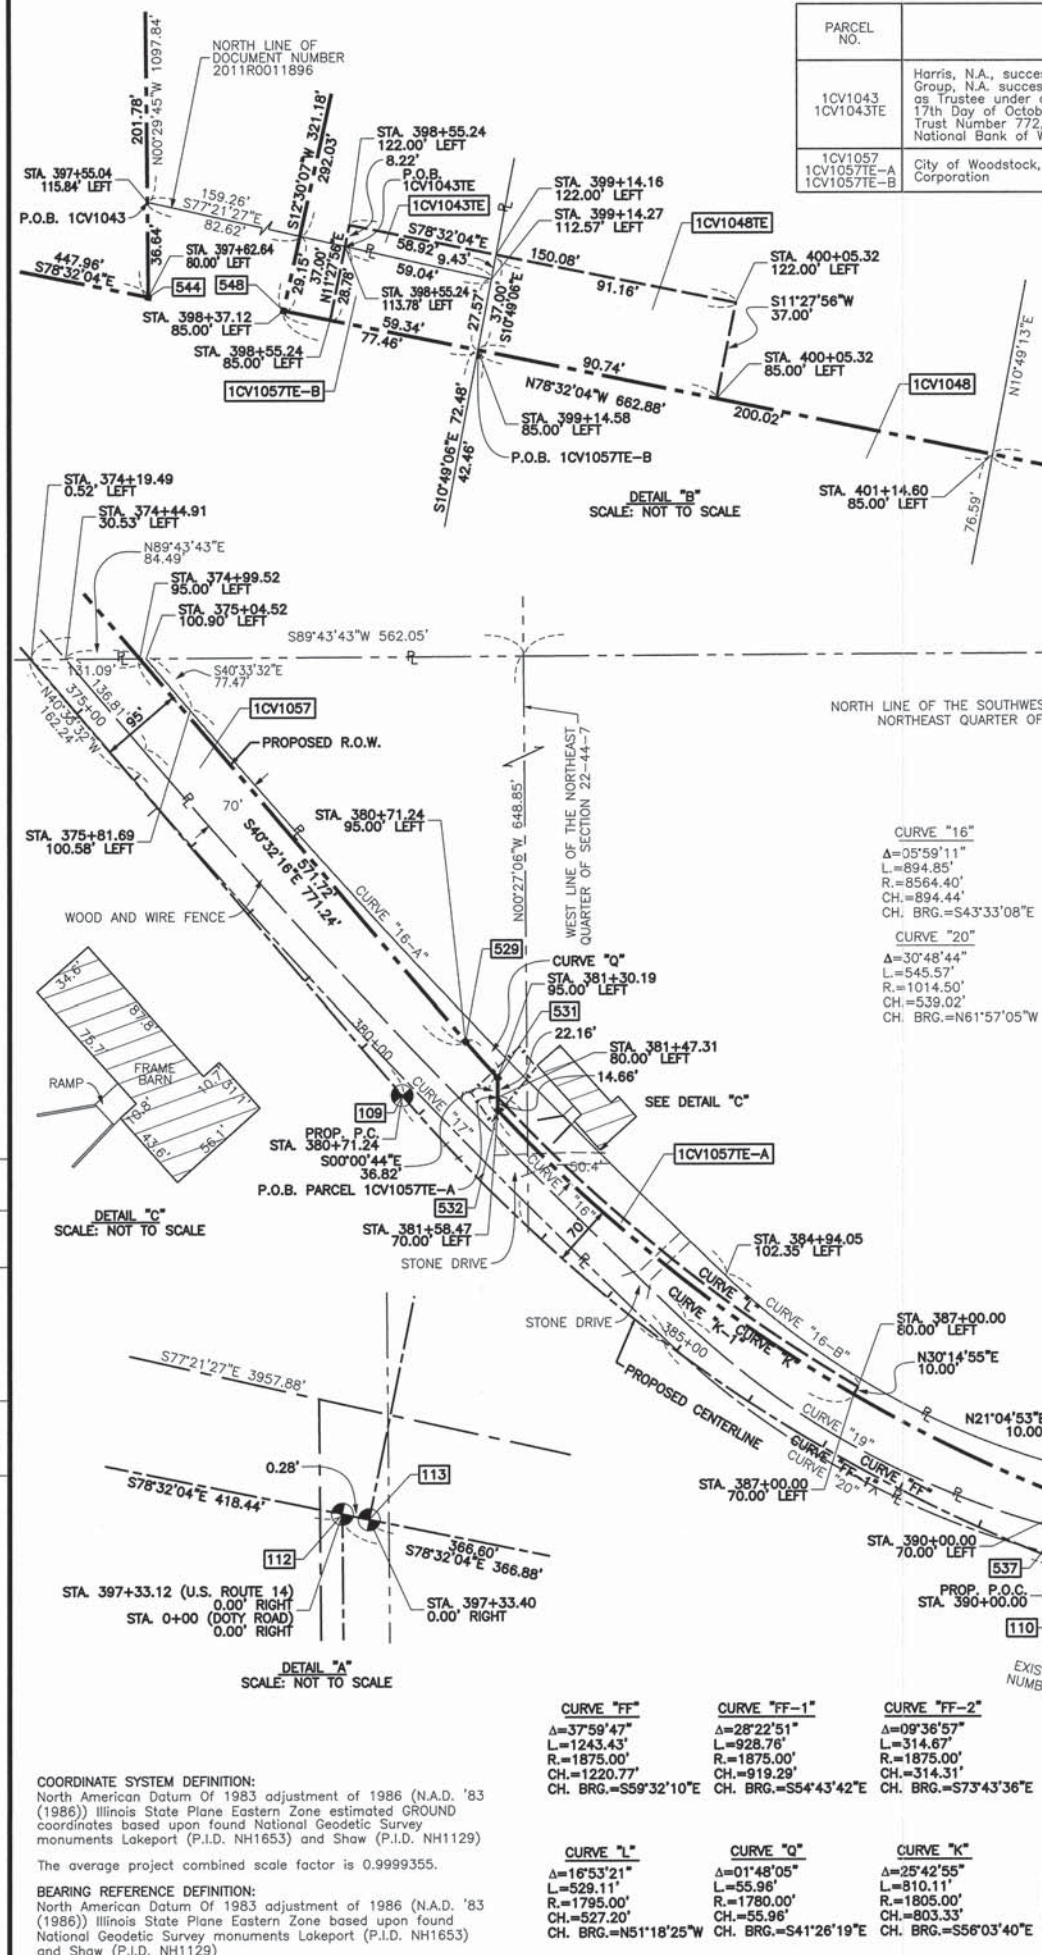 PARCEL
NO.
Harris, N.A., succes
Group, N.A. success
as Trustee under
17th Day of Octob
Trust Number 772,
National Bank of W
1CV1043
1CV1043TE
1CV1057
1CV1057TE-A
1CV1057TE-B
City of Woodstock,
Corporation
NORTH LINE OF
DOCUMENT NUMBER
2011R0011896
201.78'
N00°29'45"W 1097.84'
STA. 397+55.04
115.84' LEFT
P.O.B. 1CV1043
159.26'
S77°21'27"E
82.62'
36.64'
S12°30'07"W 321.18'
292.03'
STA. 398+55.24
122.00' LEFT
8.22'
P.O.B.
1CV1043TE
1CV1043TE
STA. 399+14.16
122.00' LEFT
STA. 399+14.27
112.57' LEFT
1CV1048TE
447.96'
S78°32'04"E
STA. 397+62.64
80.00' LEFT
544
548
29.15'
37.00'
N11°27'56"E
28.78'
S78°32'04"E
58.92'
9.43'
59.04'
STA. 398+55.24
113.78' LEFT
27.57'
37.00'
S10°49'06"E
150.08'
91.16'
STA. 400+05.32
122.00' LEFT
S11°27'56"W
37.00'
STA. 398+37.12
85.00' LEFT
STA. 398+55.24
85.00' LEFT
59.34'
77.46'
1CV1057TE-B
90.74'
N78°32'04"W 662.88'
STA. 400+05.32
85.00' LEFT
200.02'
1CV1048
N10°49'13"E
STA. 399+14.58
85.00' LEFT
P.O.B. 1CV1057TE-B
S10°49'06"E 72.48'
42.46'
STA. 401+14.60
85.00' LEFT
76.59'
DETAIL "B"
SCALE: NOT TO SCALE
STA. 374+19.49
0.52' LEFT
STA. 374+44.91
30.53' LEFT
N89°43'43"E
84.49'
STA. 374+99.52
95.00' LEFT
STA. 375+04.52
100.90' LEFT
S89°43'43"W 562.05'
131.09'
S40°33'32"E
77.47'
136.81'
375+00
N40°33'32"W
162.24'
95'
1CV1057
PROPOSED R.O.W.
NORTH LINE OF THE SOUTHWES
NORTHEAST QUARTER OF
N00°27'06"W 648.85'
WEST LINE OF THE NORTHEAST
QUARTER OF SECTION 22-44-7
70'
STA. 380+71.24
95.00' LEFT
STA. 375+81.69
100.58' LEFT
571.72'
S40°32'16"E 771.24'
CURVE "16-A"
WOOD AND WIRE FENCE
CURVE "16"
Δ=05°59'11"
L.=894.85'
R.=8564.40'
CH.=894.44'
CH. BRG.=S43°33'08"E
CURVE "20"
Δ=30°48'44"
L.=545.57'
R.=1014.50'
CH.=539.02'
CH. BRG.=N61°57'05"W
529
CURVE "Q"
STA. 381+30.19
95.00' LEFT
531
22.16'
STA. 381+47.31
80.00' LEFT
14.66'
SEE DETAIL "C"
34.6'
87.8'
75.7'
FRAME
BARN
RAMP
31.1'
43.6'
56.1'
DETAIL "C"
SCALE: NOT TO SCALE
380+00
CURVE "17"
109
PROP. P.C.
STA. 380+71.24
S00°00'44"E
36.82'
P.O.B. PARCEL 1CV1057TE-A
532
STA. 381+58.47
70.00' LEFT
STONE DRIVE
CURVE "16"
50.4'
1CV1057TE-A
70'
STA. 384+94.05
102.35' LEFT
STONE DRIVE
CURVE "L"
CURVE "K-1"
CURVE "K"
CURVE "16-B"
385+00
PROPOSED CENTERLINE
STA. 387+00.00
80.00' LEFT
N30°14'55"E
10.00'
N21°04'53"E
10.00
CURVE "19"
CURVE "FF-1"
CURVE "FF"
CURVE "20"
STA. 387+00.00
70.00' LEFT
STA. 390+00.00
70.00' LEFT
537
PROP. P.O.C.
STA. 390+00.00
110
EXIS
NUMB
S77°21'27"E 3957.88'
0.28'
113
S78°32'04"E 418.44'
366.60'
S78°32'04"E 366.88'
112
STA. 397+33.12 (U.S. ROUTE 14)
0.00' RIGHT
STA. 0+00 (DOTY ROAD)
0.00' RIGHT
STA. 397+33.40
0.00' RIGHT
DETAIL "A"
SCALE: NOT TO SCALE
CURVE "FF"
Δ=37°59'47"
L.=1243.43'
R.=1875.00'
CH.=1220.77'
CH. BRG.=S59°32'10"E
CURVE "FF-1"
Δ=28°22'51"
L.=928.76'
R.=1875.00'
CH.=919.29'
CH. BRG.=S54°43'42"E
CURVE "FF-2"
Δ=09°36'57"
L.=314.67'
R.=1875.00'
CH.=314.31'
CH. BRG.=S73°43'36"E
COORDINATE SYSTEM DEFINITION:
North American Datum Of 1983 adjustment of 1986 (N.A.D. '83
(1986)) Illinois State Plane Eastern Zone estimated GROUND
coordinates based upon found National Geodetic Survey
monuments Lakeport (P.I.D. NH1653) and Shaw (P.I.D. NH1129)
The average project combined scale factor is 0.9999355.
BEARING REFERENCE DEFINITION:
North American Datum Of 1983 adjustment of 1986 (N.A.D. '83
(1986)) Illinois State Plane Eastern Zone based upon found
National Geodetic Survey monuments Lakeport (P.I.D. NH1653)
and Shaw (P.I.D. NH1129)
CURVE "L"
Δ=16°53'21"
L.=529.11'
R.=1795.00'
CH.=527.20'
CH. BRG.=N51°18'25"W
CURVE "Q"
Δ=01°48'05"
L.=55.96'
R.=1780.00'
CH.=55.96'
CH. BRG.=S41°26'19"E
CURVE "K"
Δ=25°42'55"
L.=810.11'
R.=1805.00'
CH.=803.33'
CH. BRG.=S56°03'40"E